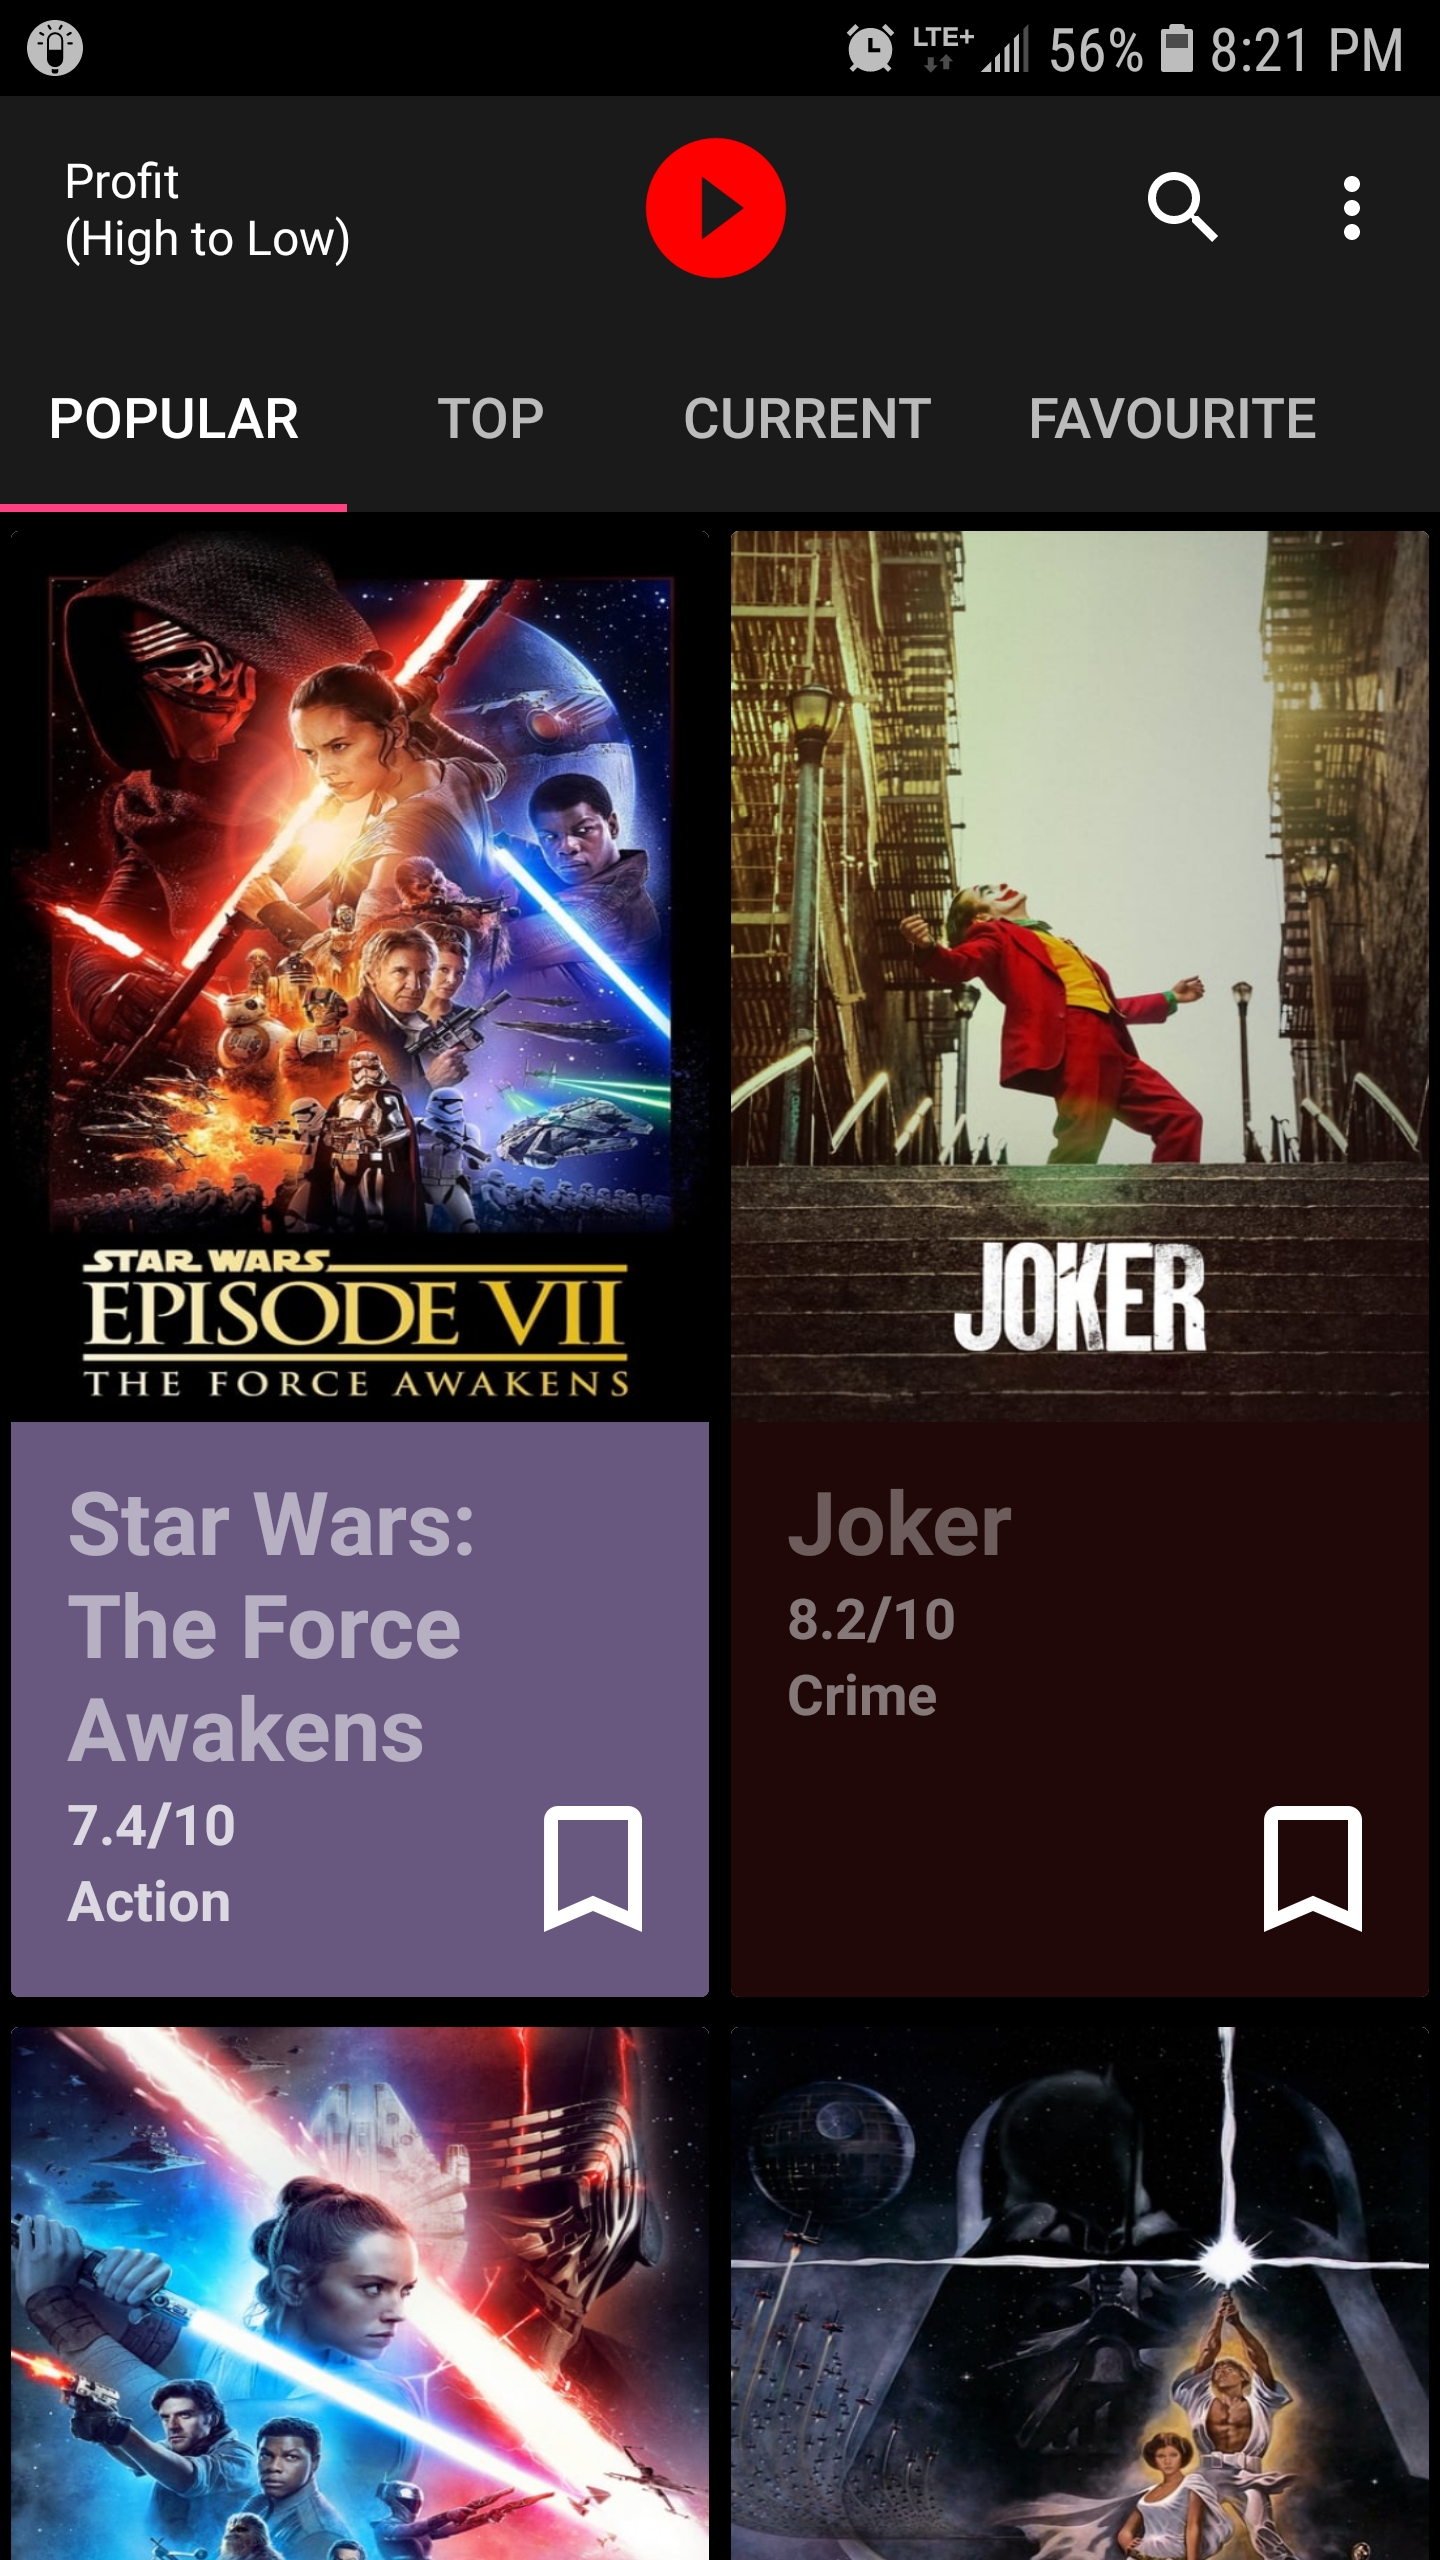 LTE+ 56% 8:21 PM
Profit
(High to Low)
POPULAR TOP CURRENT FAVOURITE
STAR WARS
EPISODE VII
THE FORCE AWAKENS
JOKER
Star Wars:
The Force
Awakens
7.4/10
Action
Joker
8.2/10
Crime